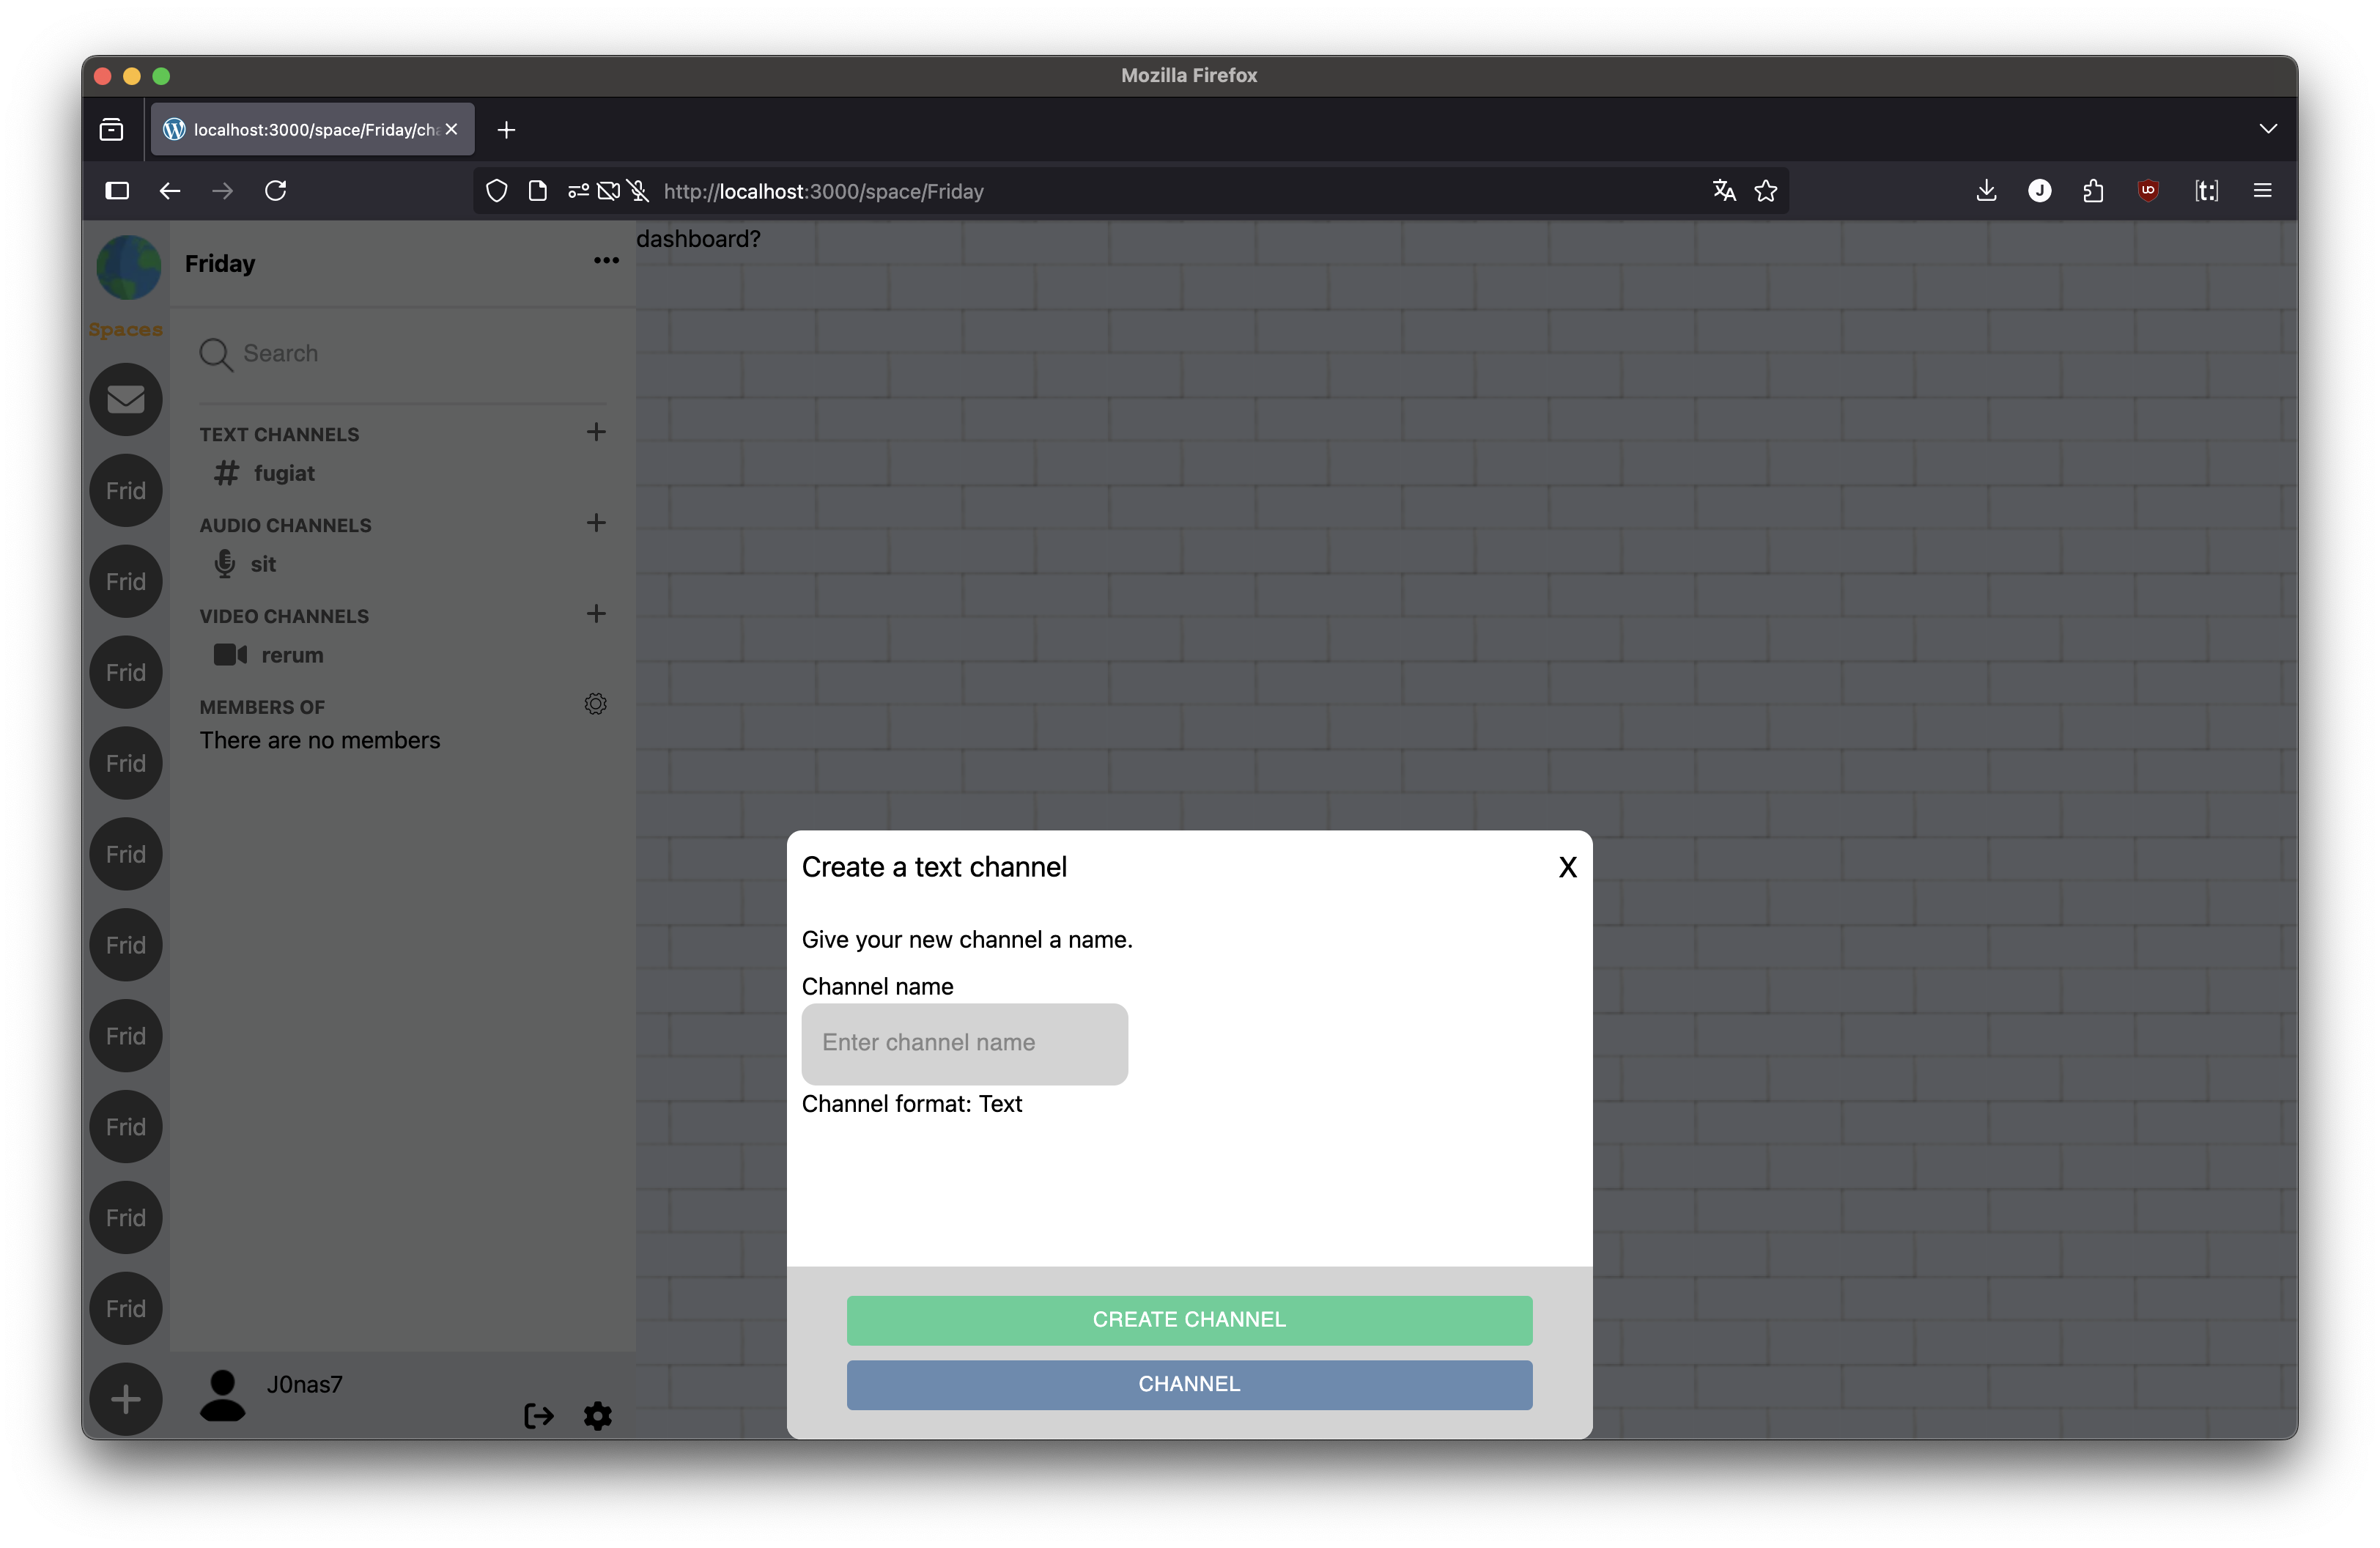 Mozilla Firefox
localhost:3000/space/Friday/cha
http://localhost:3000/space/Friday
J
UD
[t:]
Friday
•••
dashboard?
Spaces
Search
TEXT CHANNELS
# fugiat
AUDIO CHANNELS
sit
VIDEO CHANNELS
rerum
MEMBERS OF
There are no members
Frid
Frid
Frid
Frid
Frid
Frid
Frid
Frid
Frid
Frid
J0nas7
Create a text channel
X
Give your new channel a name.
Channel name
Enter channel name
Channel format: Text
CREATE CHANNEL
CHANNEL